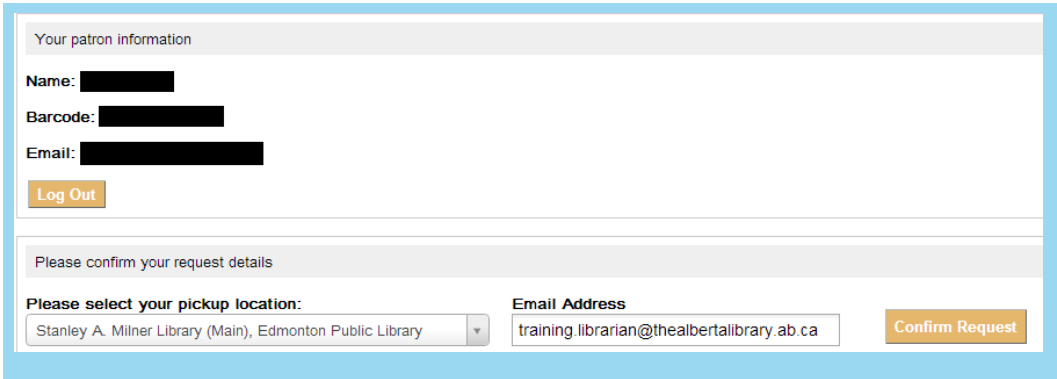 Your patron information
Name:
Barcode:
Email:
Log Out
Please confirm your request details
Please select your pickup location:
Stanley A. Milner Library (Main), Edmonton Public Library
Email Address
training.librarian@thealbertalibrary.ab.ca
Confirm Request